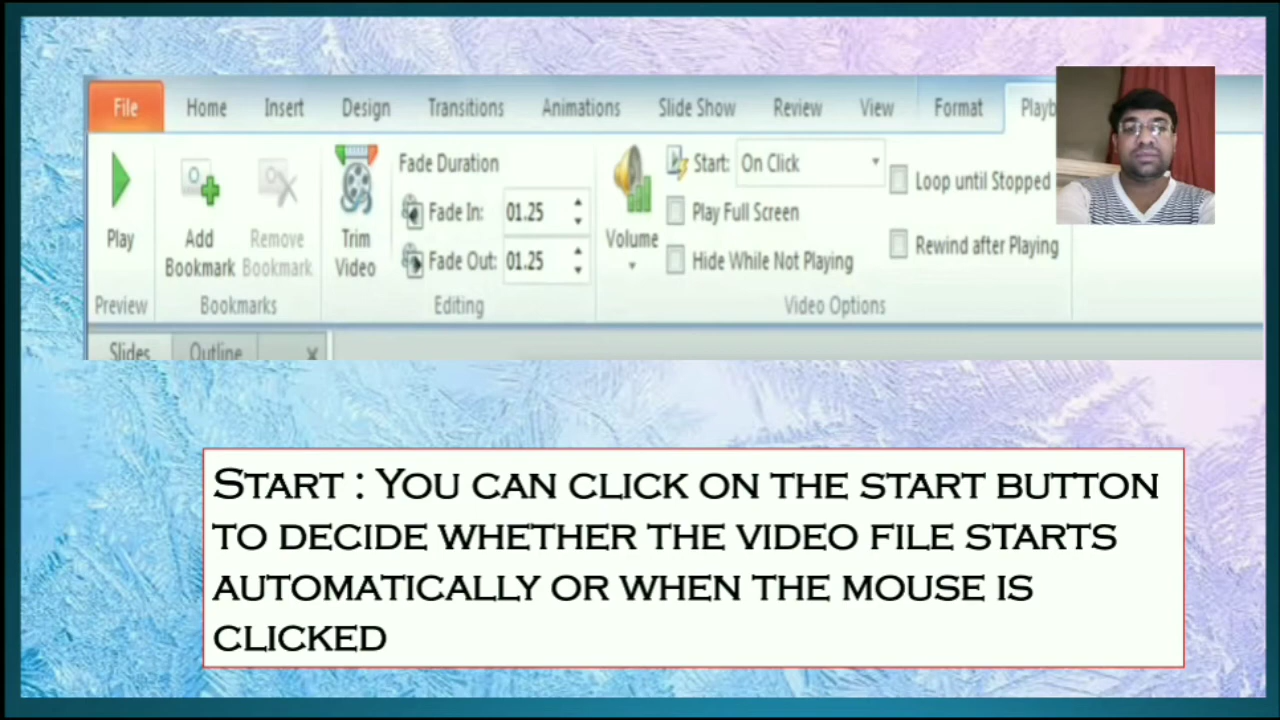 File Home Insert Design Transitions Animations Slide Show Review View Format Playb
Start: On Click
Fade Duration
Loop until Stopped
Fade In: 01.25
Play Full Screen
Play
Add Bookmark
Remove Bookmark
Trim Video
Volume
Rewind after Playing
Fade Out: 01.25
Hide While Not Playing
Preview Bookmarks Editing Video Options
Slides Outline x
Start : You can click on the start button
to decide whether the video file starts
automatically or when the mouse is
clicked